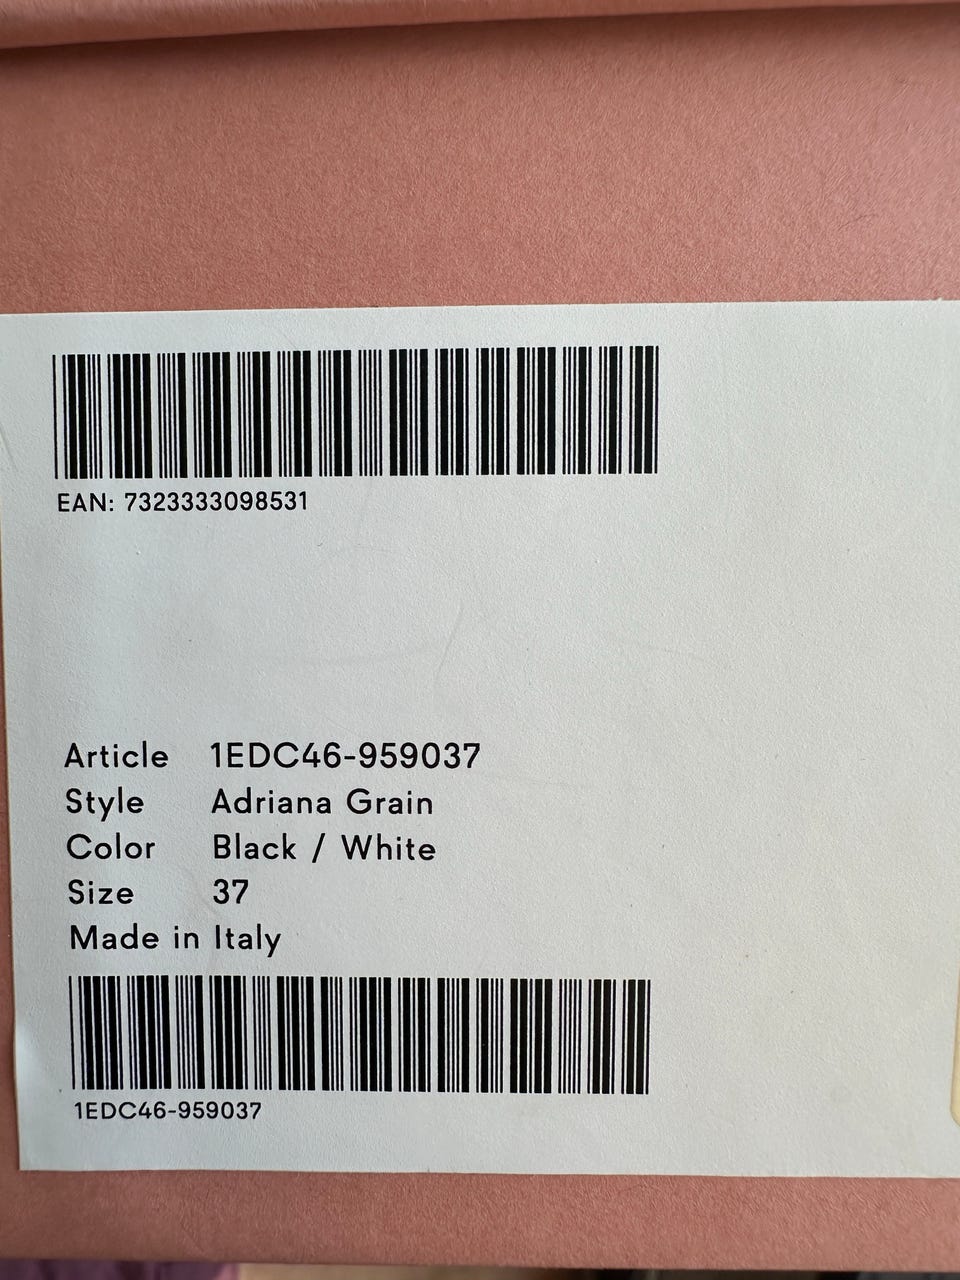 EAN: 7323333098531
Article 1EDC46-959037
Style Adriana Grain
Color Black / White
Size 37
Made in Italy
1EDC46-959037